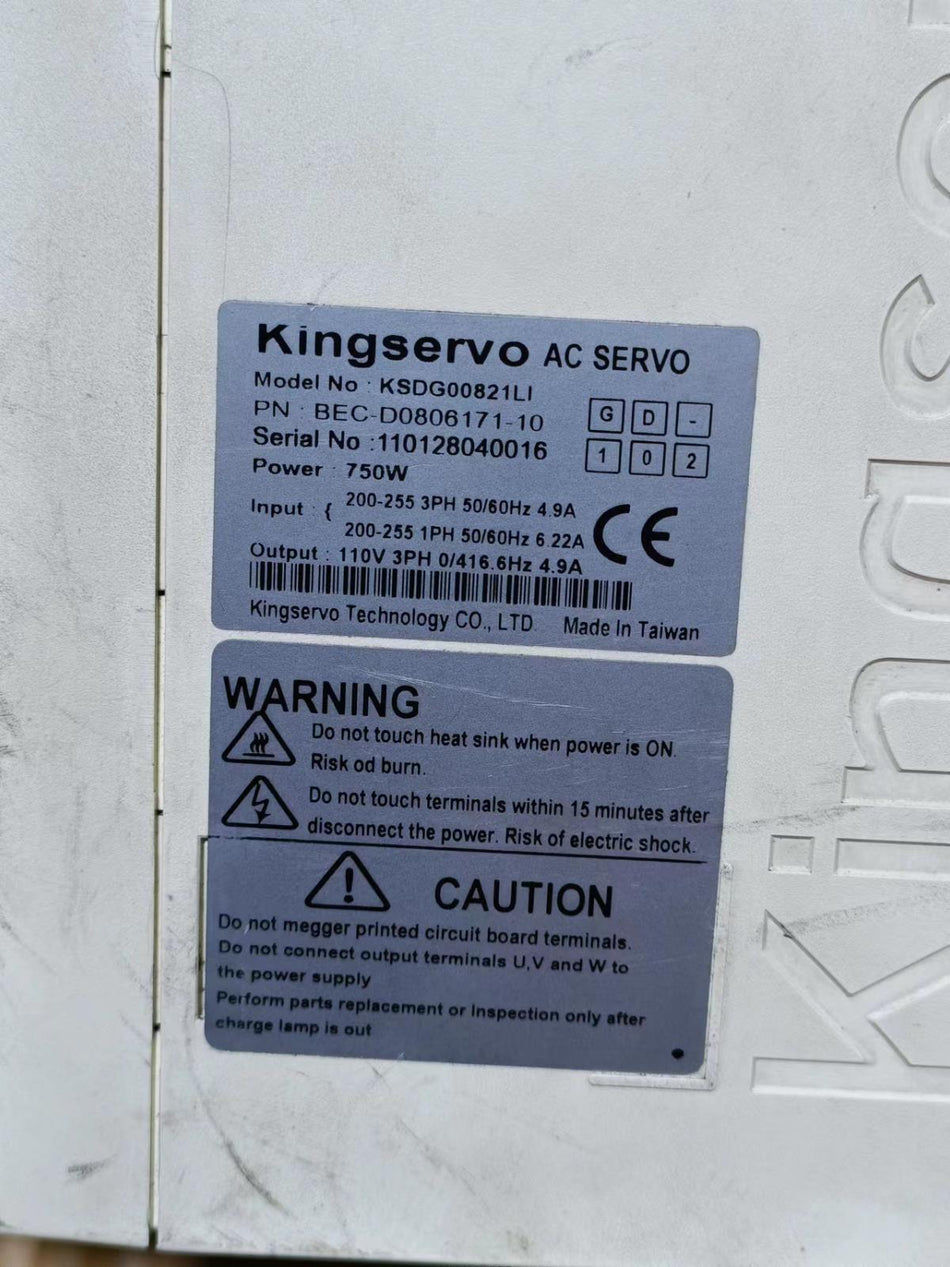 Kingservo AC SERVO
Model No : KSDG00821LI
PN : BEC-D0806171-10
G D -
Serial No :110128040016
1 0 2
Power : 750W
Input : { 200-255 3PH 50/60Hz 4.9A
200-255 1PH 50/60Hz 6.22A
CE
Output : 110V 3PH 0/416.6Hz 4.9A
Kingservo Technology CO., LTD. Made In Taiwan
WARNING
Do not touch heat sink when power is ON.
Risk od burn.
Do not touch terminals within 15 minutes after
disconnect the power. Risk of electric shock.
CAUTION
Do not megger printed circuit board terminals.
Do not connect output terminals U,V and W to
the power supply
Perform parts replacement or Inspection only after
charge lamp is out
Kingser